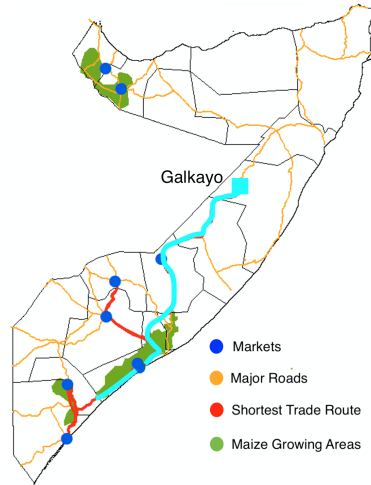 Galkayo
Markets
Major Roads
Shortest Trade Route
Maize Growing Areas